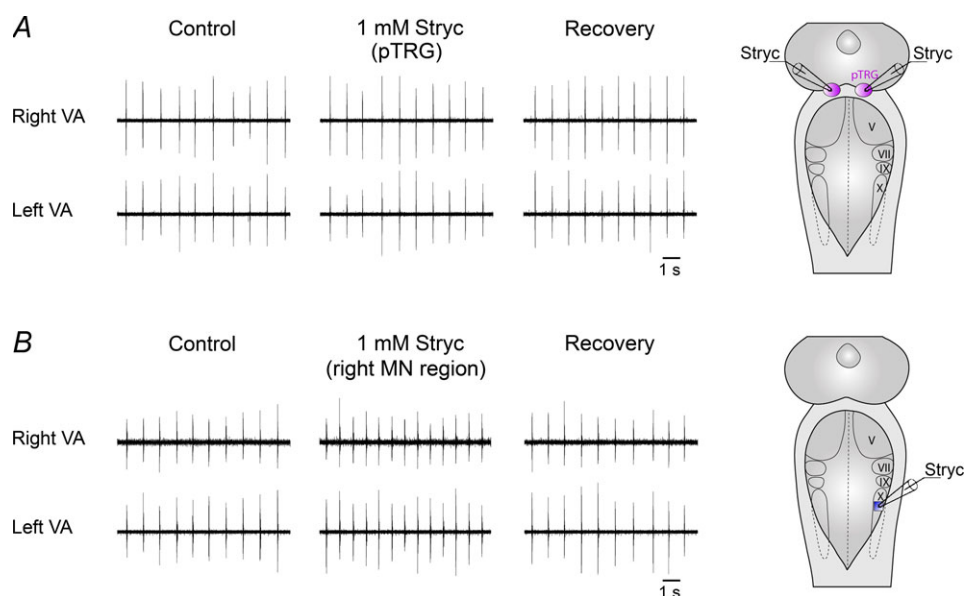 A
Control
1 mM Stryc
(pTRG)
Recovery
Right VA
Left VA
1 s
Stryc
Stryc
pTRG
V
VII
IX
X
B
Control
1 mM Stryc
(right MN region)
Recovery
Right VA
Left VA
1 s
V
VII
IX
X
Stryc